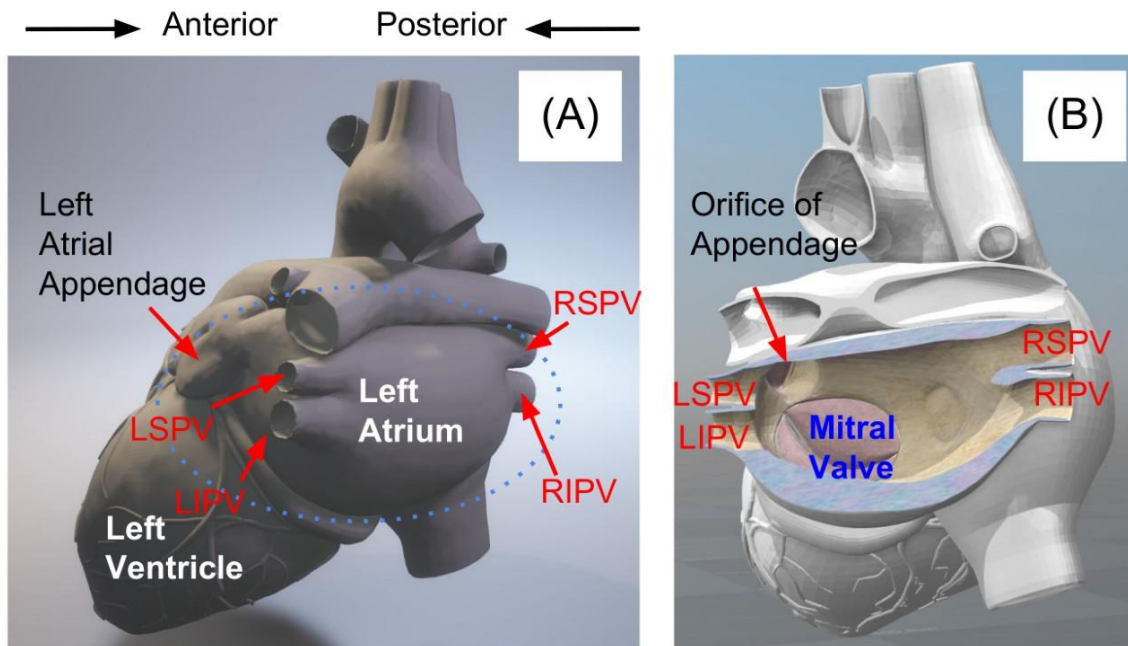 Anterior
Posterior
(A)
Left
Atrial
Appendage
RSPV
LSPV
Left
Atrium
LIPV
RIPV
Left
Ventricle
(B)
Orifice of
Appendage
RSPV
LSPV
RIPV
LIPV
Mitral
Valve